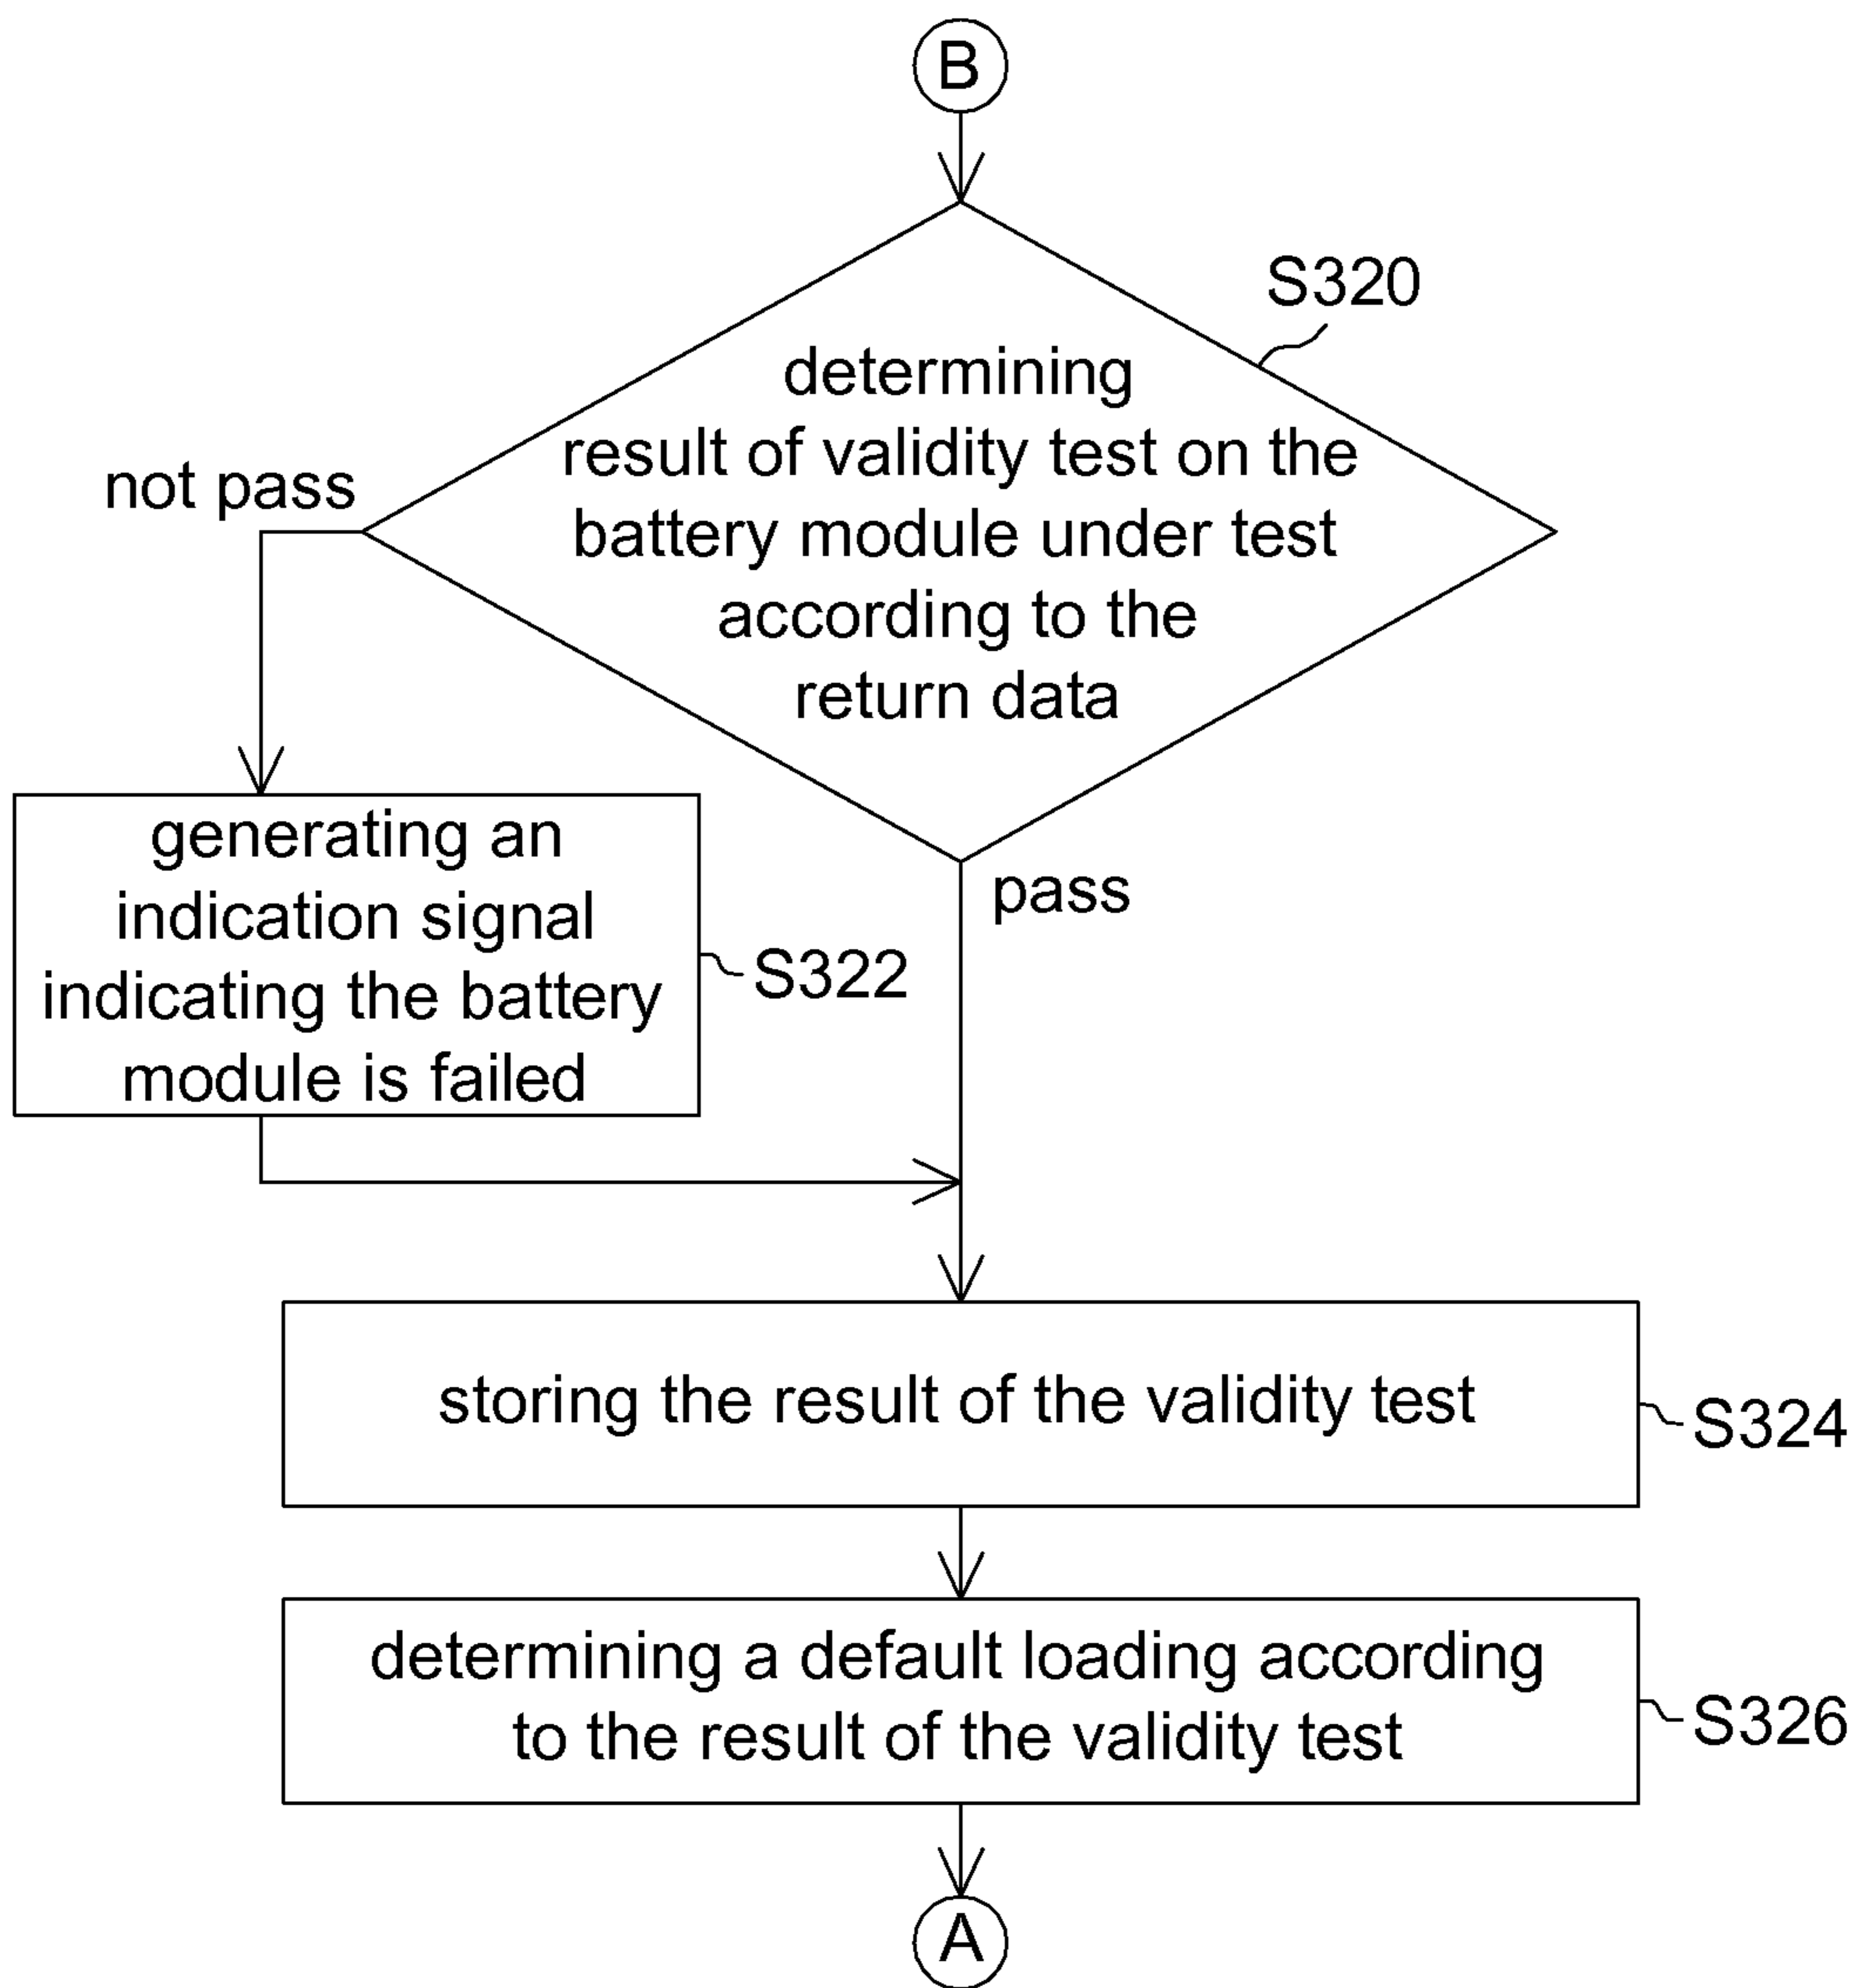 B
S320
determining
result of validity test on the
battery module under test
according to the
return data
not pass
pass
generating an
indication signal
indicating the battery
module is failed
S322
storing the result of the validity test
S324
determining a default loading according
to the result of the validity test
S326
A